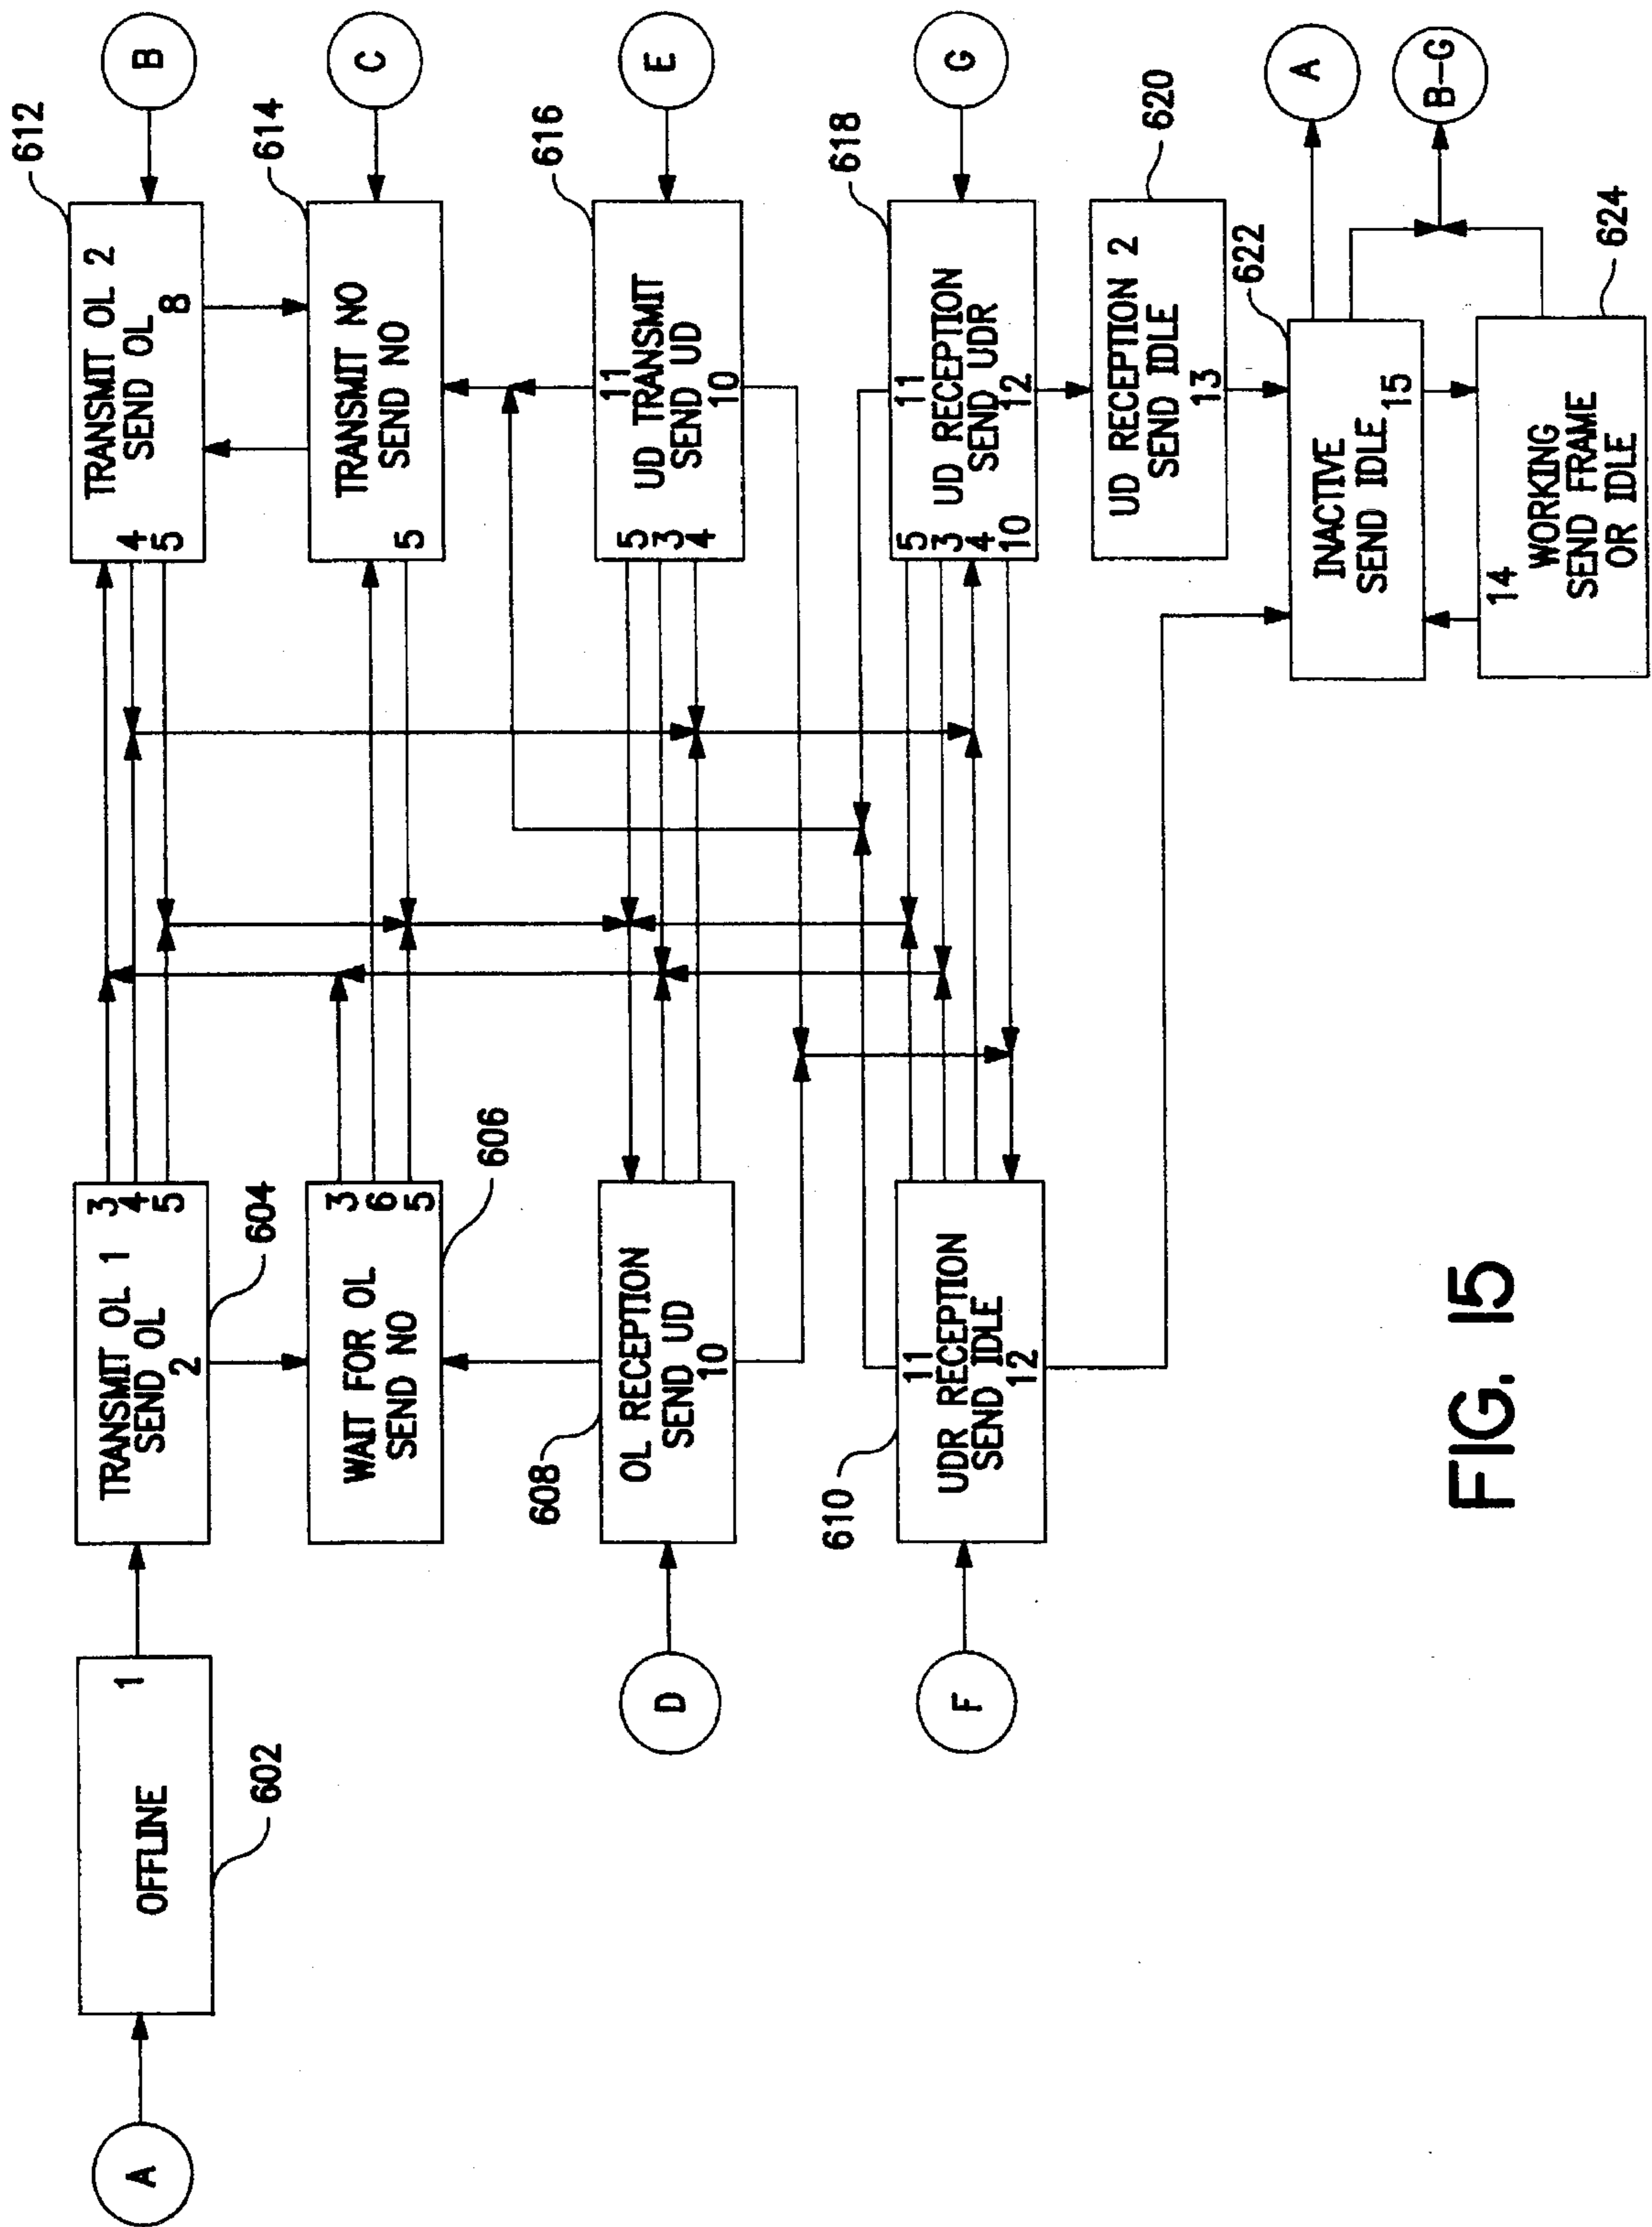 A
OFFLINE
1
602
TRANSMIT OL 1
SEND OL
2
3
4
5
604
TRANSMIT OL 2
SEND OL
8
4
5
612
B
WAIT FOR OL
SEND NO
3
6
5
606
TRANSMIT NO
SEND NO
5
614
C
D
OL RECEPTION
SEND UD
10
608
11
UD TRANSMIT
SEND UD
10
5
3
4
616
E
F
11
UDR RECEPTION
SEND IDLE
12
610
11
UD RECEPTION
SEND UDR
12
5
3
4
10
618
G
UD RECEPTION 2
SEND IDLE
13
620
INACTIVE
SEND IDLE
15
622
A
B-G
14
WORKING
SEND FRAME
OR IDLE
624
FIG. 15